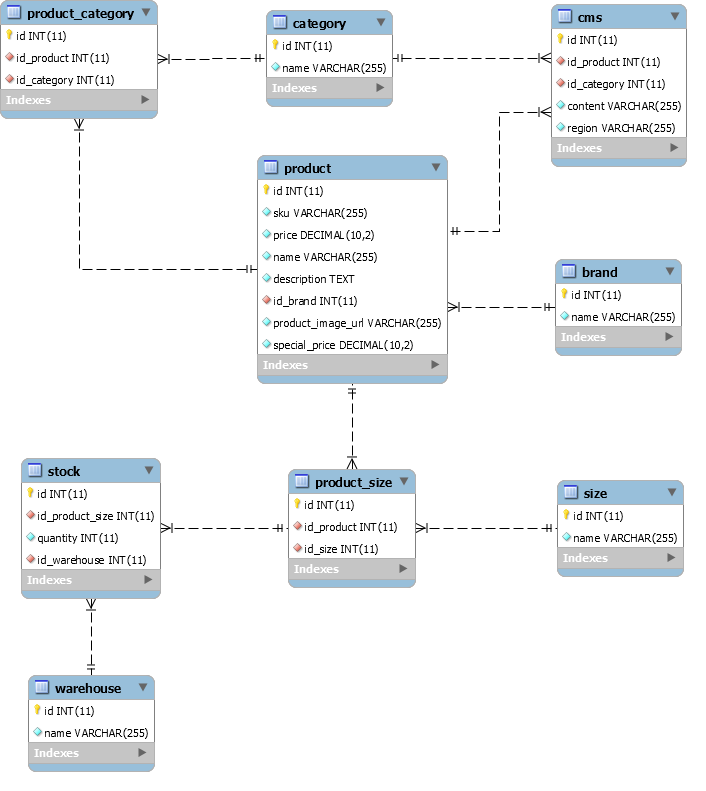 product_category
id INT(11)
id_product INT(11)
id_category INT(11)
Indexes
category
id INT(11)
name VARCHAR(255)
Indexes
cms
id INT(11)
id_product INT(11)
id_category INT(11)
content VARCHAR(255)
region VARCHAR(255)
Indexes
product
id INT(11)
sku VARCHAR(255)
price DECIMAL(10,2)
name VARCHAR(255)
description TEXT
id_brand INT(11)
product_image_url VARCHAR(255)
special_price DECIMAL(10,2)
Indexes
brand
id INT(11)
name VARCHAR(255)
Indexes
stock
id INT(11)
id_product_size INT(11)
quantity INT(11)
id_warehouse INT(11)
Indexes
product_size
id INT(11)
id_product INT(11)
id_size INT(11)
Indexes
size
id INT(11)
name VARCHAR(255)
Indexes
warehouse
id INT(11)
name VARCHAR(255)
Indexes